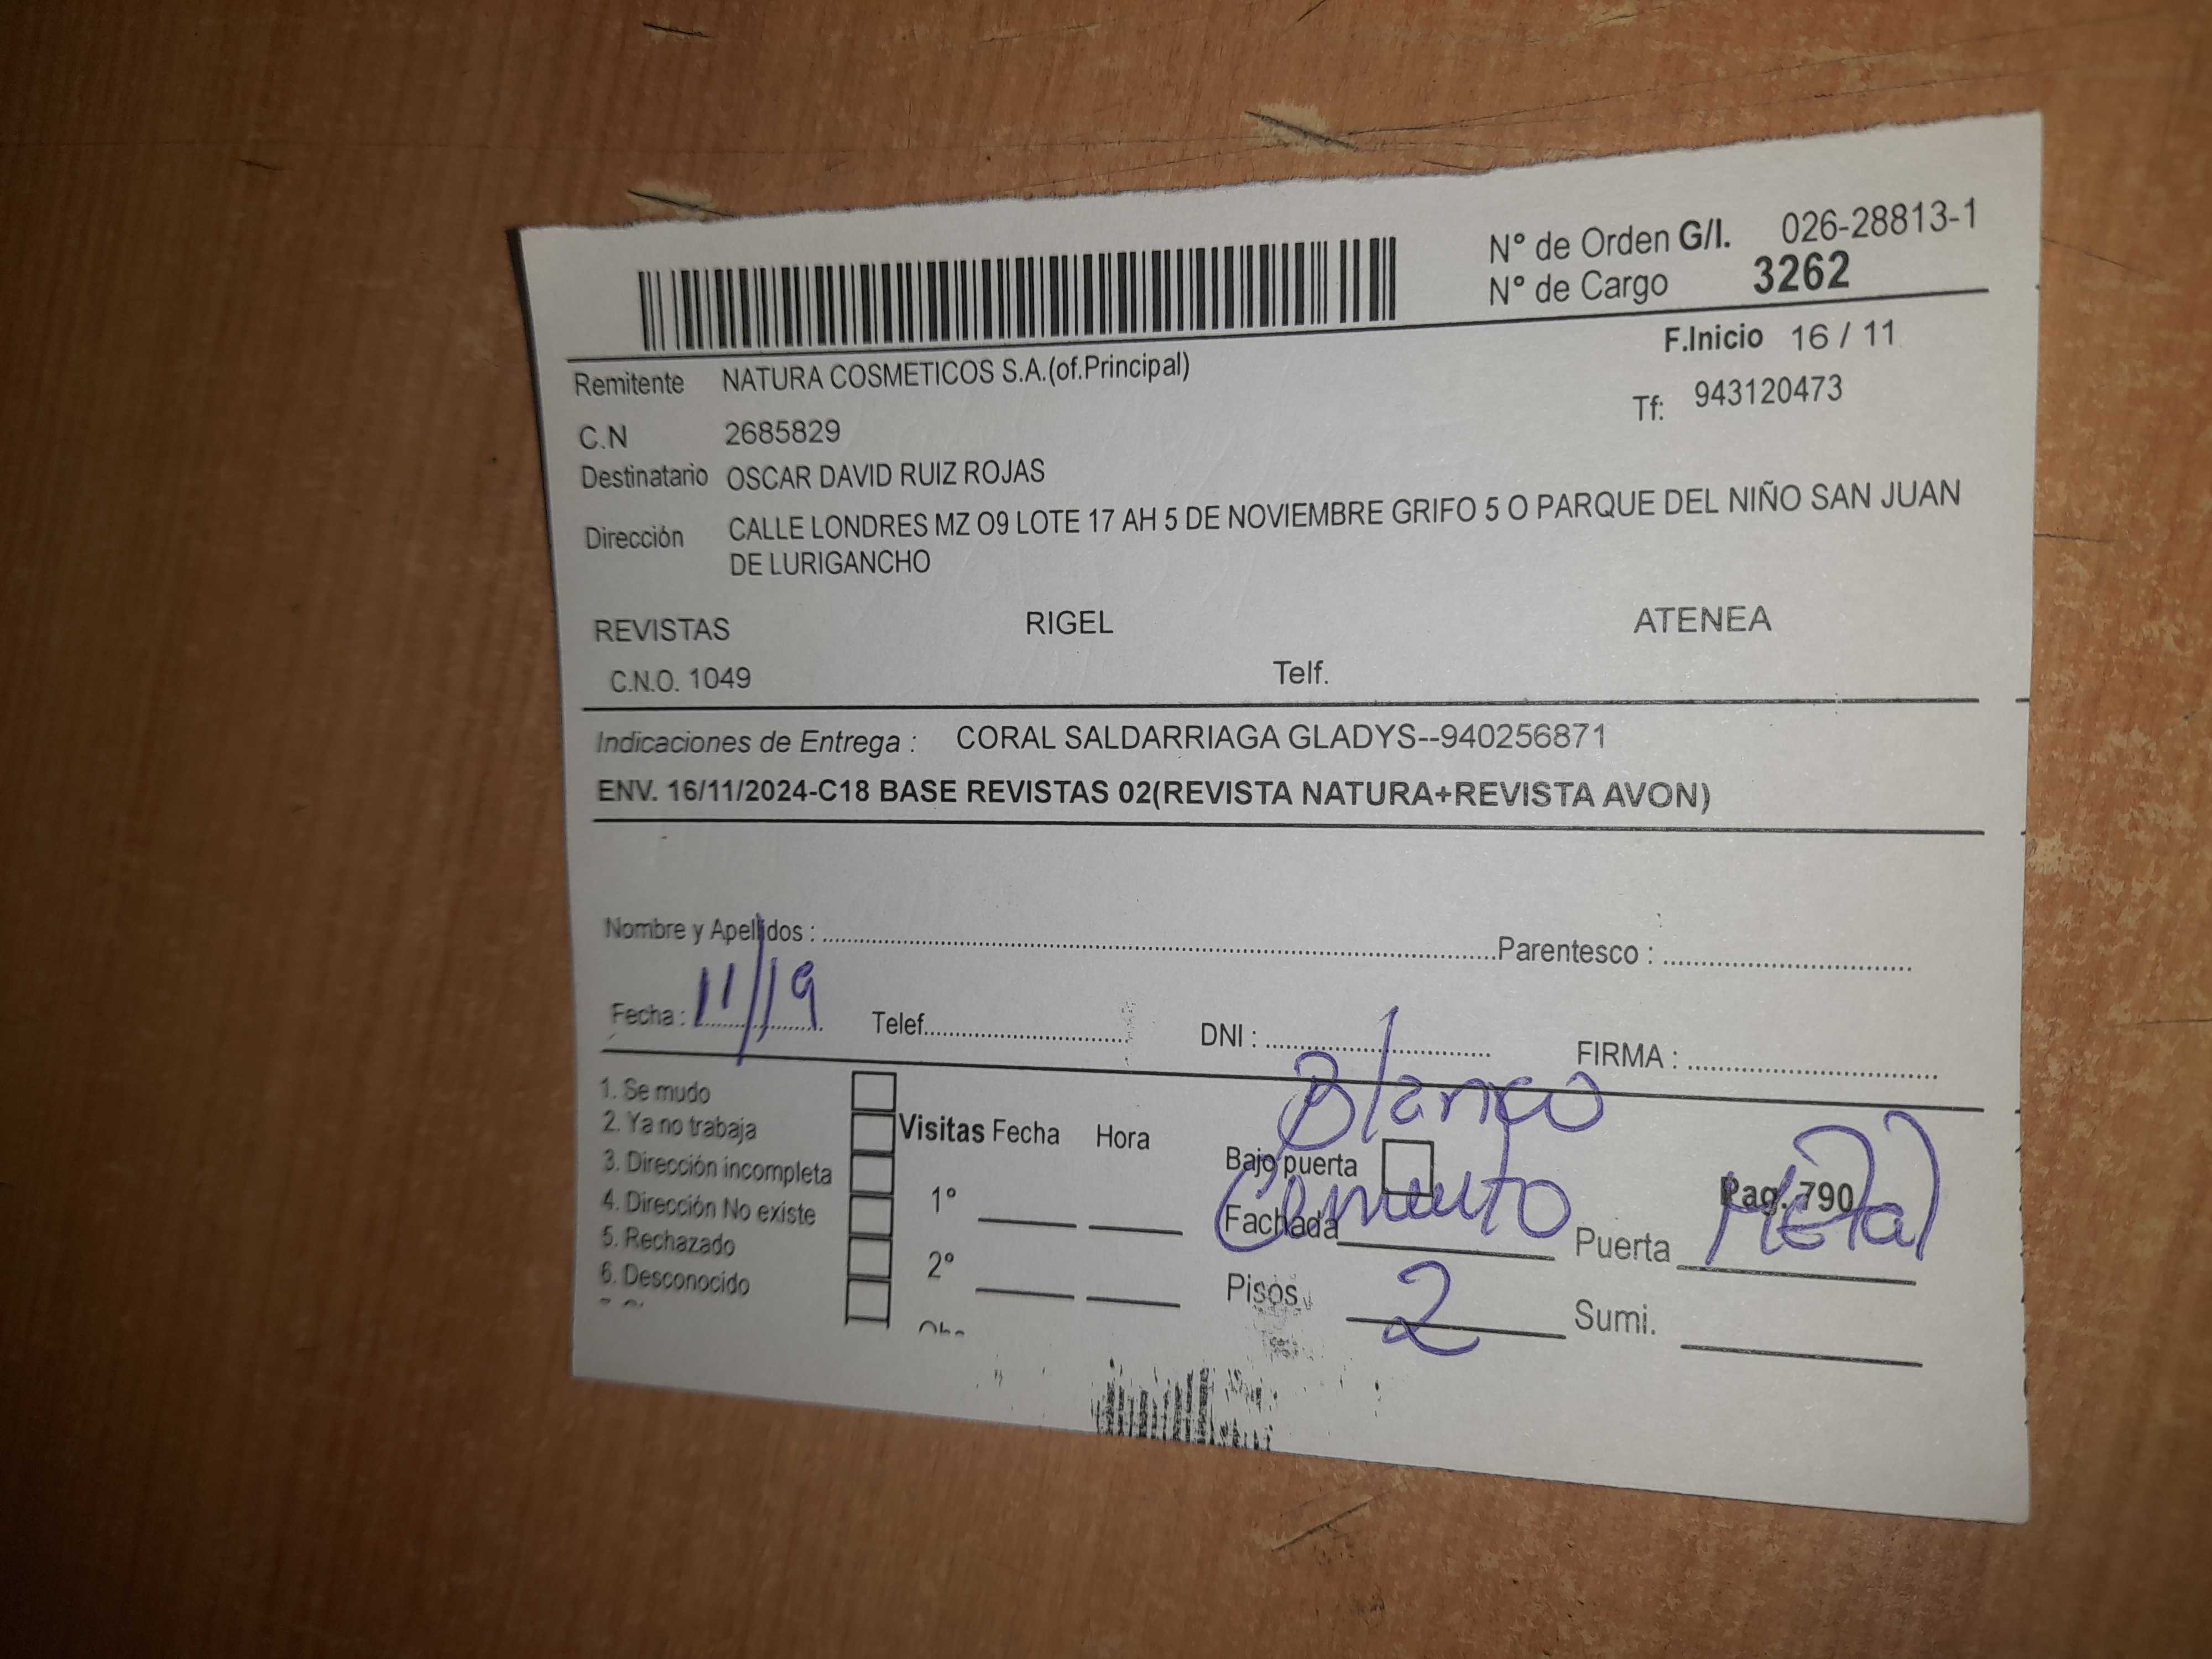 N° de Orden G/I. 026-28813-1
N° de Cargo 3262
F.Inicio 16 / 11
Remitente NATURA COSMETICOS S.A.(of.Principal)
Tf: 943120473
C.N 2685829
Destinatario OSCAR DAVID RUIZ ROJAS
Dirección CALLE LONDRES MZ O9 LOTE 17 AH 5 DE NOVIEMBRE GRIFO 5 O PARQUE DEL NIÑO SAN JUAN
DE LURIGANCHO
REVISTAS RIGEL ATENEA
C.N.O. 1049 Telf.
Indicaciones de Entrega : CORAL SALDARRIAGA GLADYS--940256871
ENV. 16/11/2024-C18 BASE REVISTAS 02(REVISTA NATURA+REVISTA AVON)
Nombre y Apellidos : Parentesco :
Fecha : 11/19 Telef. DNI : FIRMA :
Blanco
1. Se mudo
2. Ya no trabaja
3. Dirección incompleta
4. Dirección No existe
5. Rechazado
6. Desconocido
Visitas Fecha Hora
1°
2°
Bajo puerta
Pag. 790
Fachada Cemento Puerta Metal
Pisos 2 Sumi.